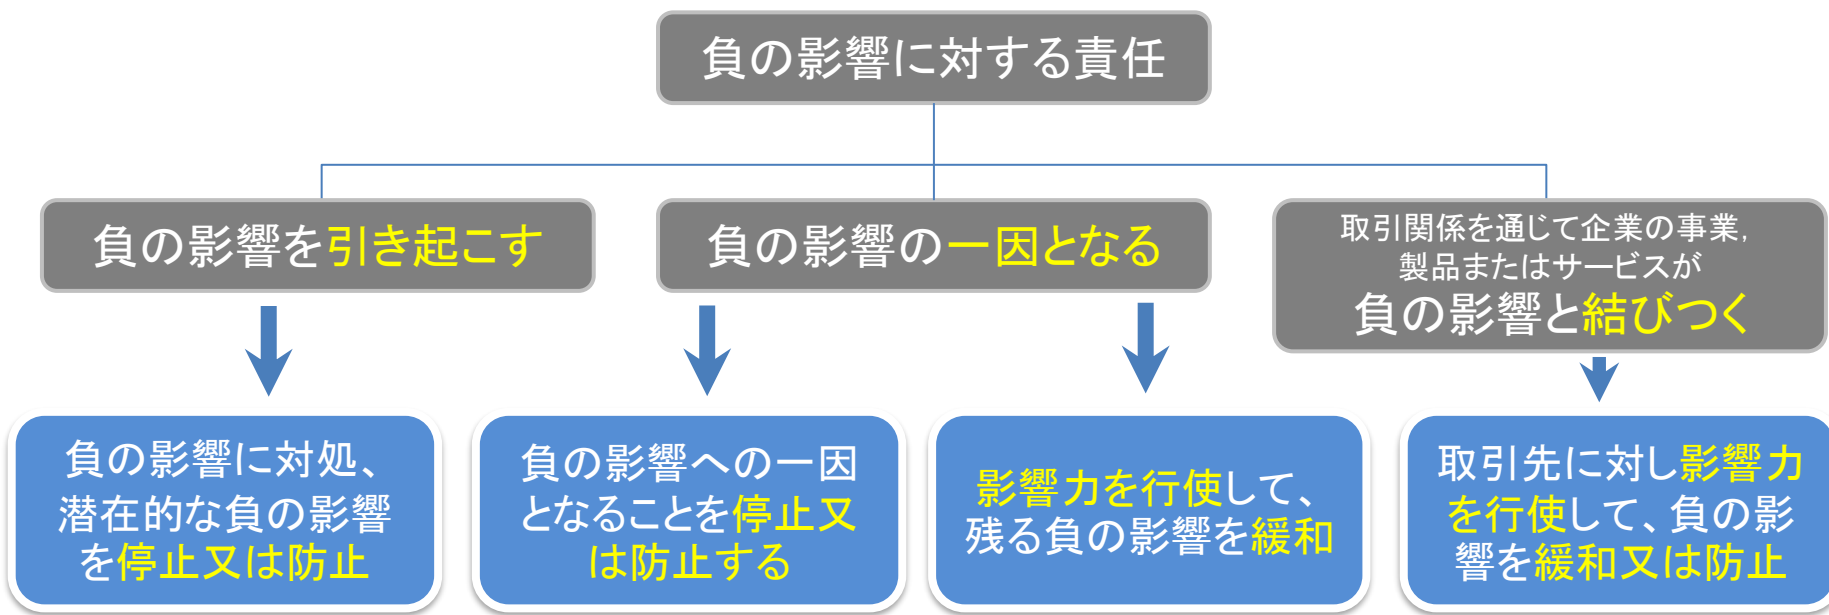 負の影響に対する責任
負の影響を引き起こす
負の影響の一因となる
取引関係を通じて企業の事業,
製品またはサービスが
負の影響と結びつく
負の影響に対処、
潜在的な負の影響
を停止又は防止
負の影響への一因
となることを停止又
は防止する
影響力を行使して、
残る負の影響を緩和
取引先に対し影響力
を行使して、負の影
響を緩和又は防止